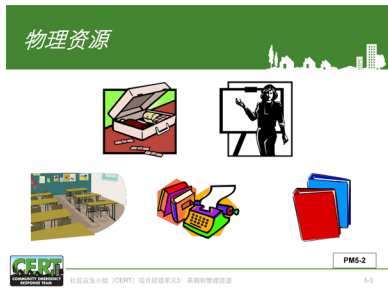 物理资源
PM5-2
CERT
COMMUNITY EMERGENCY
RESPONSE TEAM
社区应急小组（CERT）项目经理单元5：采购和管理资源
5-3